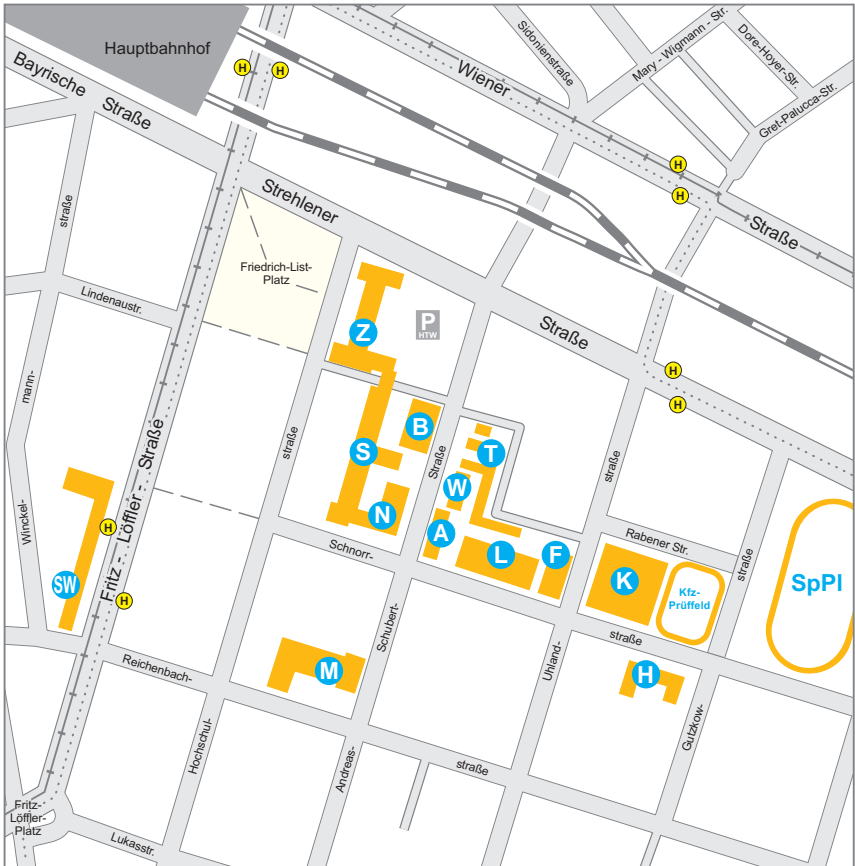 Hauptbahnhof
H
H
Bayrische
Straße
Wiener
Straße
Sidonienstraße
Mary - Wigmann - Str.
Dore-Hoyer-Str.
Gret-Palucca-Str.
H
H
Strehlener
Straße
Friedrich-List-
Platz
straße
Lindenaustr.
Z
P
HTW
H
H
mann-
Winckel-
Fritz - Löffler - Straße
straße
S
B
N
Straße
T
W
A
L
F
straße
Rabener Str.
K
Kfz-
Prüffeld
straße
SpPl
H
SW
H
Schnorr-
straße
M
Schubert-
Uhland-
H
Reichenbach-
straße
Hochschul-
Andreas-
Gutzkow-
Fritz-
Löffler-
Platz
Lukasstr.